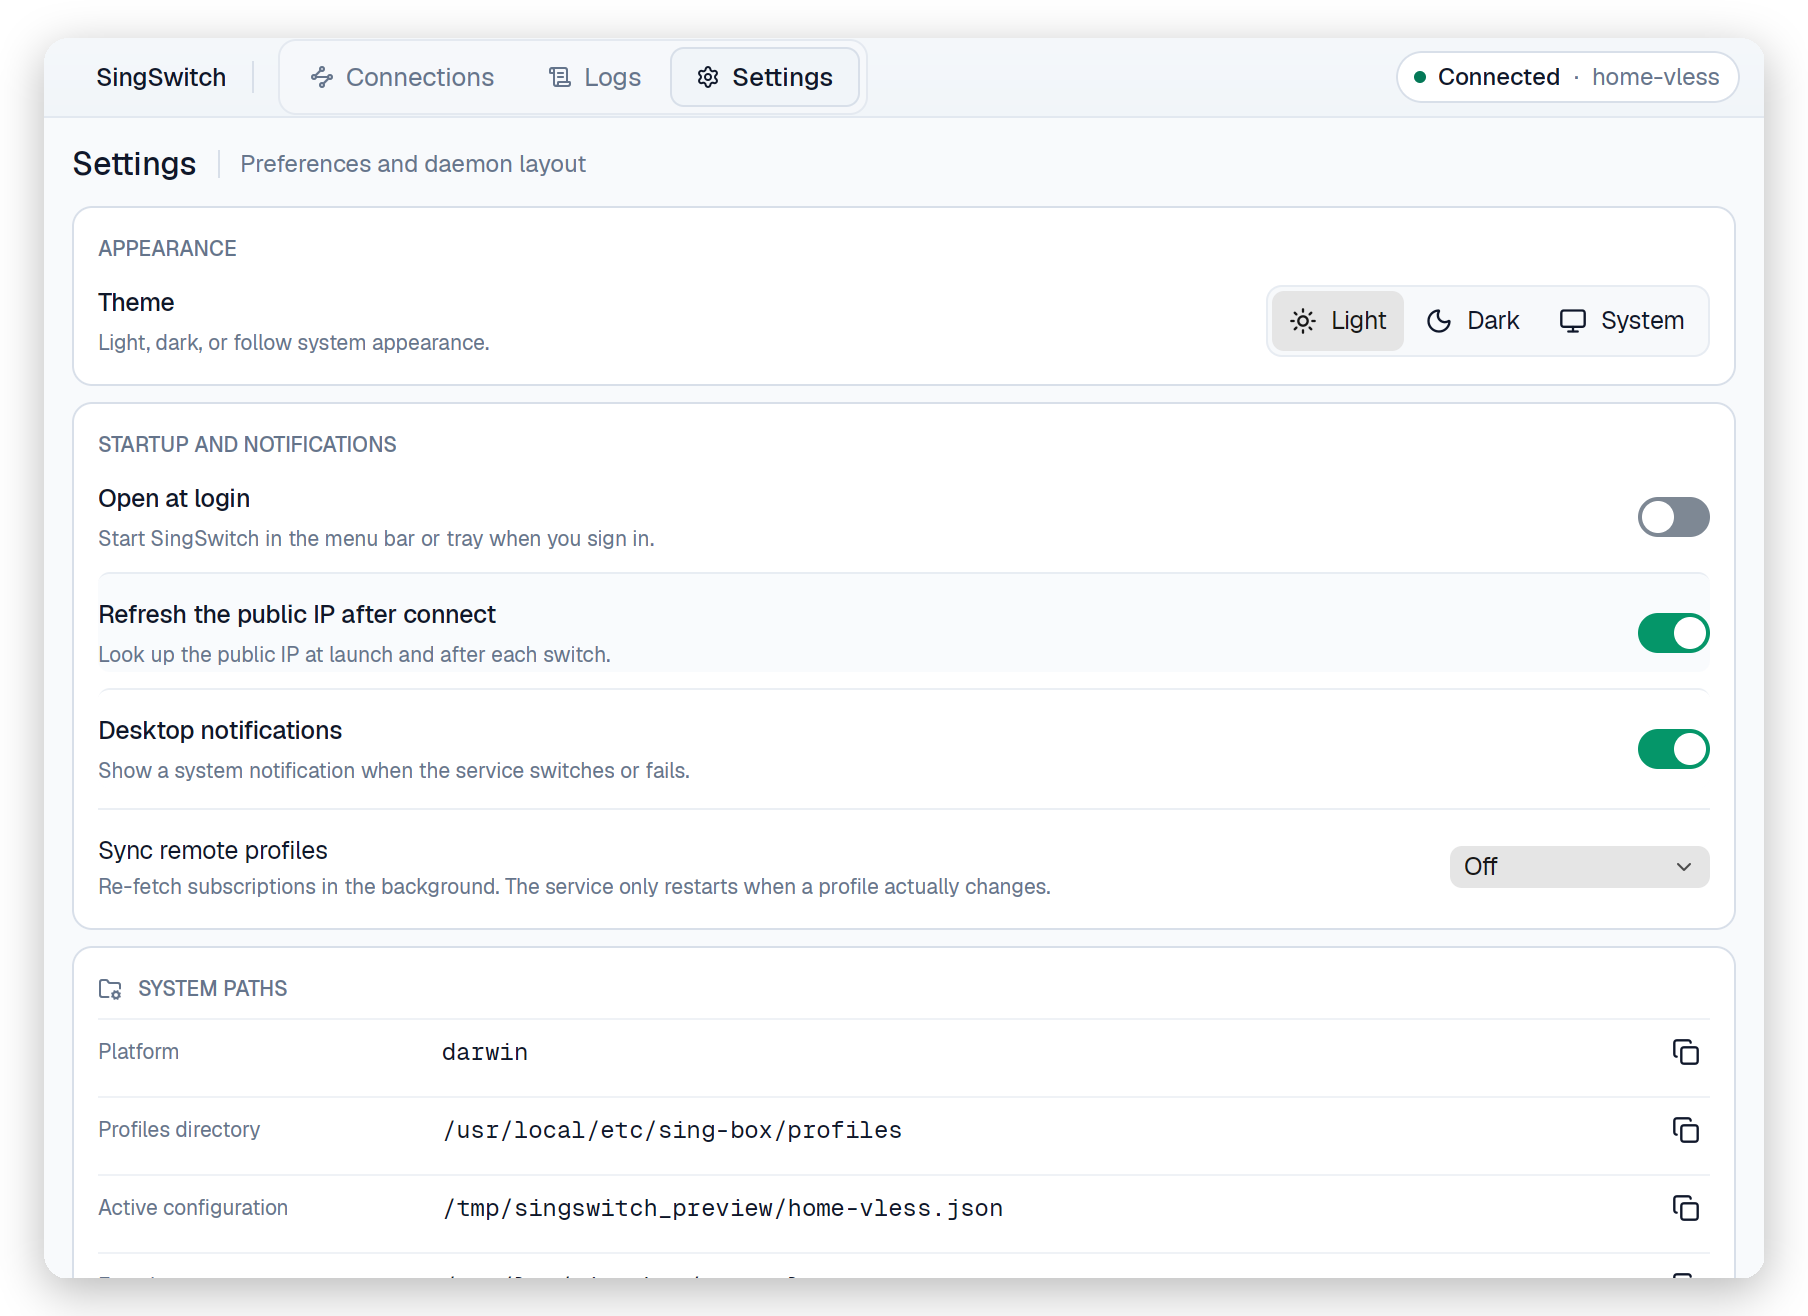 SingSwitch
Connections
Logs
Settings
Connected · home-vless
Settings
Preferences and daemon layout
APPEARANCE
Theme
Light, dark, or follow system appearance.
Light
Dark
System
STARTUP AND NOTIFICATIONS
Open at login
Start SingSwitch in the menu bar or tray when you sign in.
Refresh the public IP after connect
Look up the public IP at launch and after each switch.
Desktop notifications
Show a system notification when the service switches or fails.
Sync remote profiles
Re-fetch subscriptions in the background. The service only restarts when a profile actually changes.
Off
SYSTEM PATHS
Platform
darwin
Profiles directory
/usr/local/etc/sing-box/profiles
Active configuration
/tmp/singswitch_preview/home-vless.json